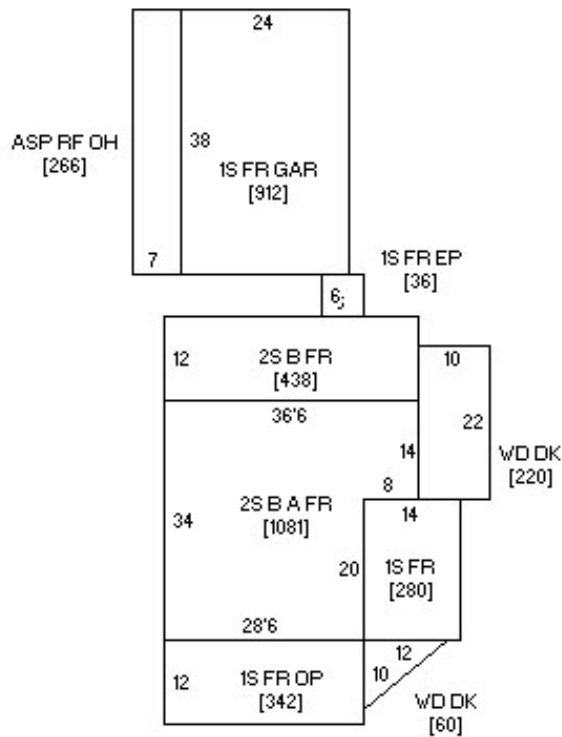 24
ASP RF OH
[266]
38
1S FR GAR
[912]
7
1S FR EP
[36]
6
12
2S B FR
[438]
10
36'6
22
14
WD DK
[220]
8
34
2S B A FR
[1081]
14
20
1S FR
[280]
28'6
12
12
1S FR OP
[342]
10
WD DK
[60]